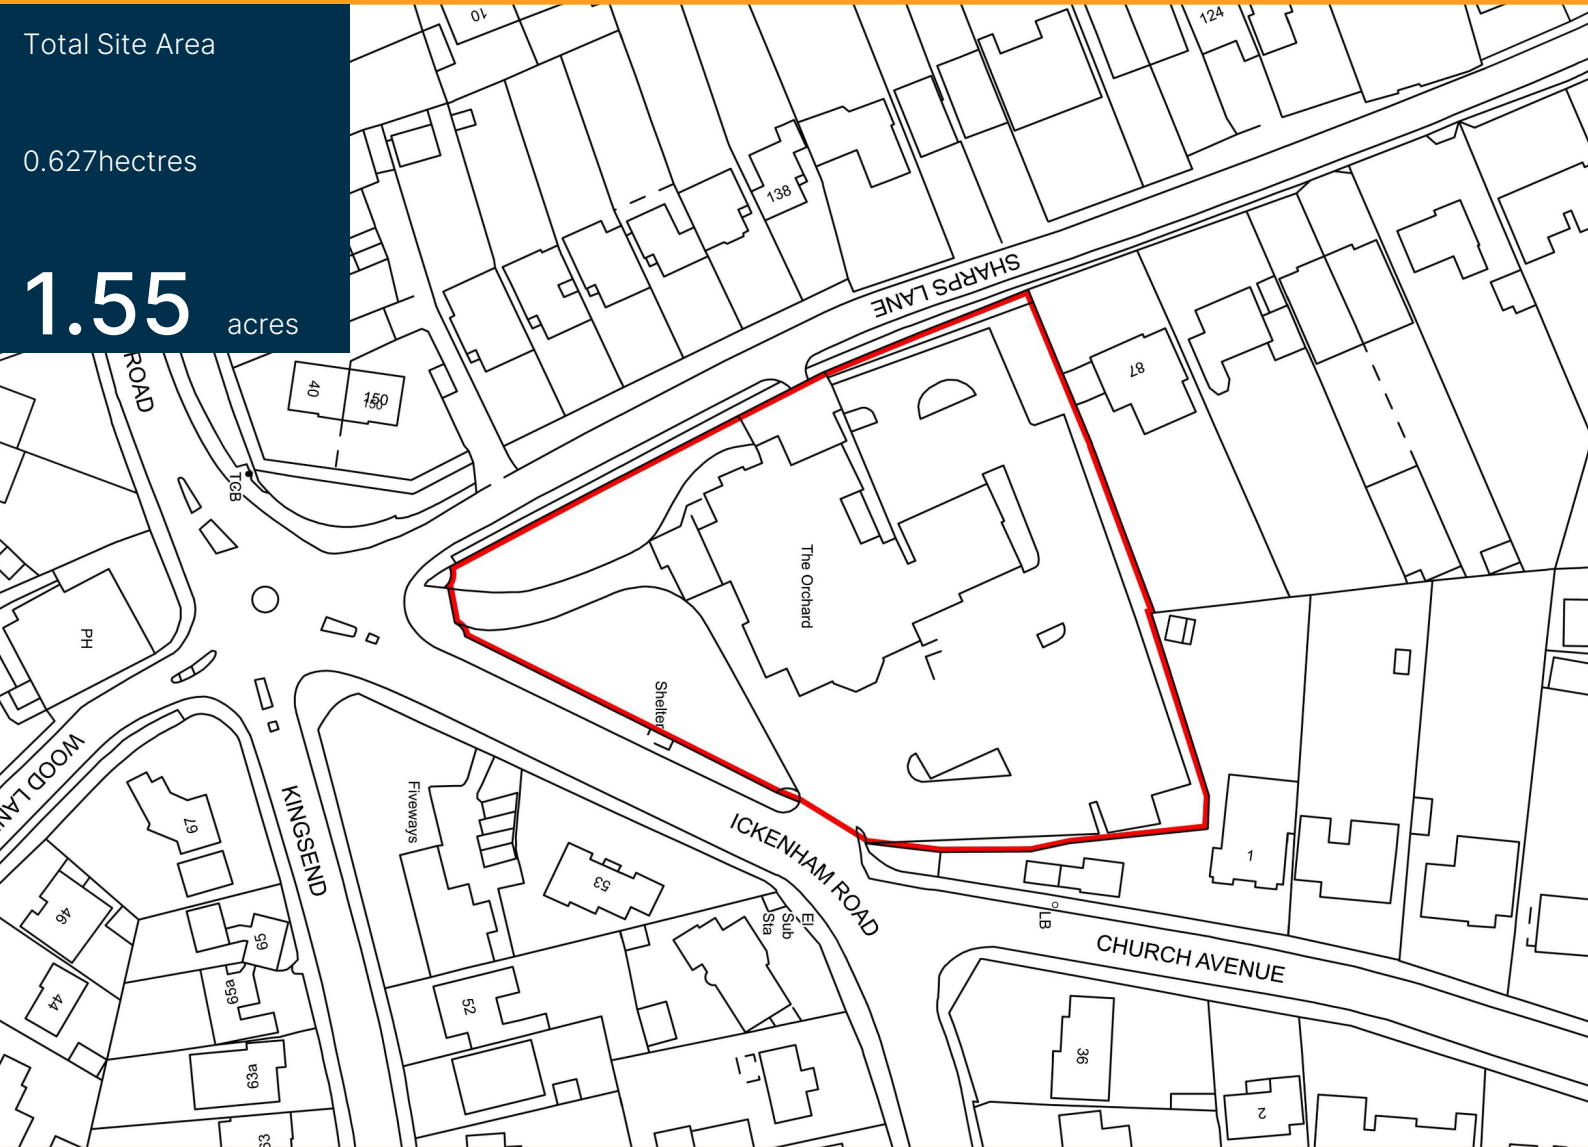 Total Site Area
0.627hectres
1.55 acres
10
124
138
SHARPS LANE
ROAD
40
150
87
TCB
The Orchard
PH
Shelter
WOOD LAN
KINGSEND
Fiveways
ICKENHAM ROAD
67
53
1
El
Sub
Sta
LB
CHURCH AVENUE
46
65
65a
44
52
63a
36
2
63